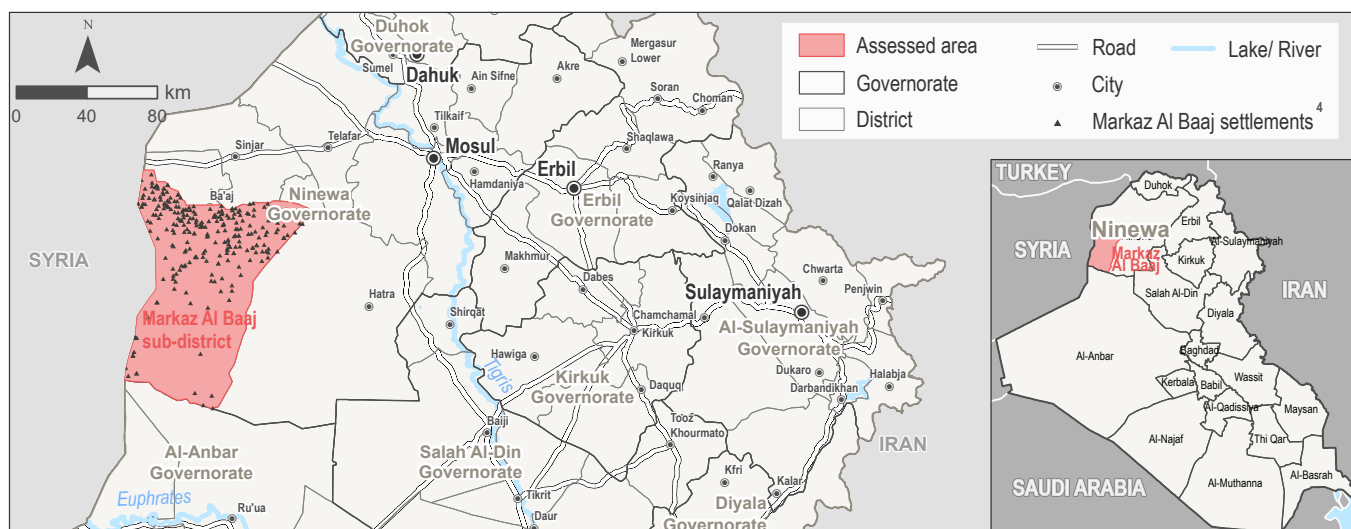 N
km
0 40 80
Assessed area
Governorate
District
Road
City
Markaz Al Baaj settlements 4
Lake/ River
Duhok
Governorate
Sumel
Dahuk
Ain Sifne
Akre
Mergasur
Lower
Soran
Choman
Tilkaif
Shaqlawa
Sinjar
Telafar
Mosul
Erbil
Ranya
Hamdaniya
Ba'aj
Ninewa
Governorate
Erbil
Governorate
Koysinjaq
Qalat Dizah
Dokan
SYRIA
Makhmur
Dabes
Chwarta
Penjwin
Hatra
Sulaymaniyah
Markaz Al Baaj
sub-district
Shirqat
Chamchamal
Kirkuk
Al-Sulaymaniyah
Governorate
Hawiga
Tigris
Kirkuk
Governorate
Dukaro
Halabja
Daquq
Darbandikhan
Baiji
Tooz
Khourmato
IRAN
Al-Anbar
Governorate
Salah Al-Din
Governorate
Kfri
Kalar
Euphrates
Tikrit
Diyala
Governorate
Ru'ua
Daur
TURKEY
Duhok
Ninewa
Erbil
SYRIA
Markaz
Al Baaj
Al-Sulaymaniyah
Kirkuk
IRAN
Salah Al-Din
Diyala
Al-Anbar
Baghdad
Kerbala
Babil
Wassit
Al-Qadissiya
Maysan
Al-Najaf
Thi Qar
Al-Basrah
Al-Muthanna
SAUDI ARABIA